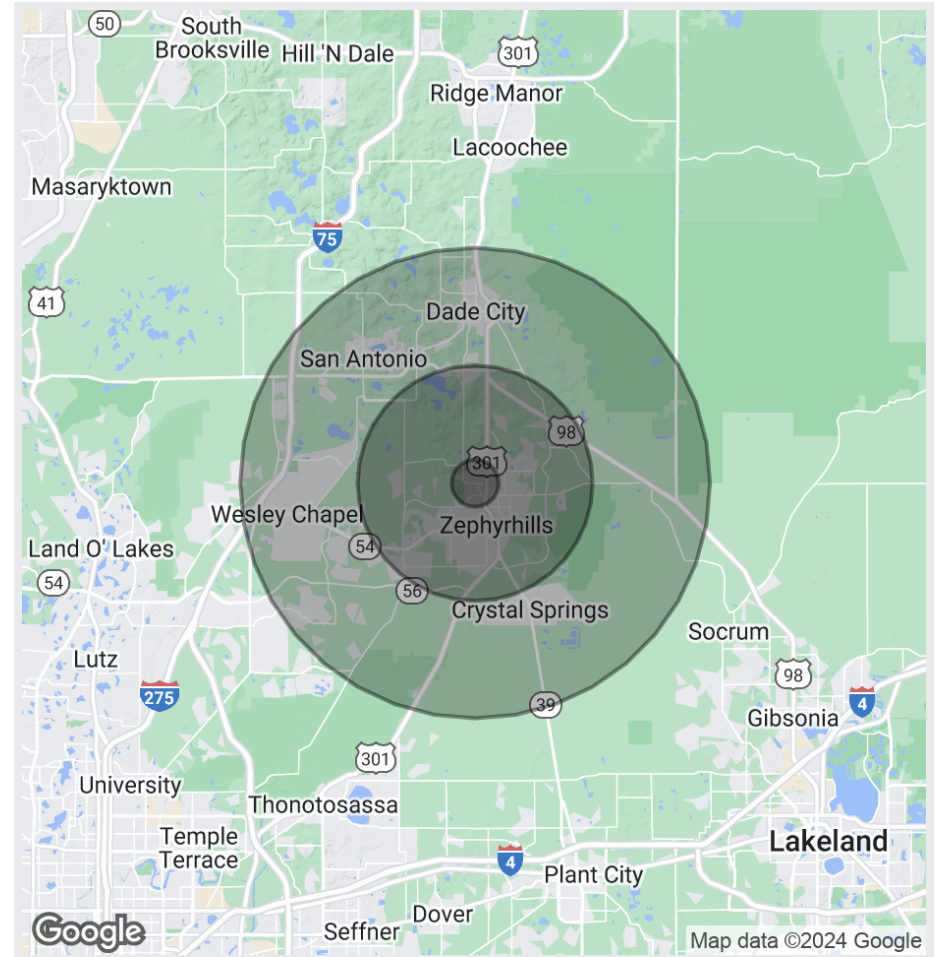 50
South
Brooksville
Hill 'N Dale
301
Ridge Manor
Lacoochee
Masaryktown
75
41
Dade City
San Antonio
98
301
Wesley Chapel
Zephyrhills
54
Land O' Lakes
54
56
Crystal Springs
Socrum
Lutz
98
275
4
39
Gibsonia
301
University
Thonotosassa
Temple
Terrace
Lakeland
4
Plant City
Dover
Seffner
Google
Map data ©2024 Google